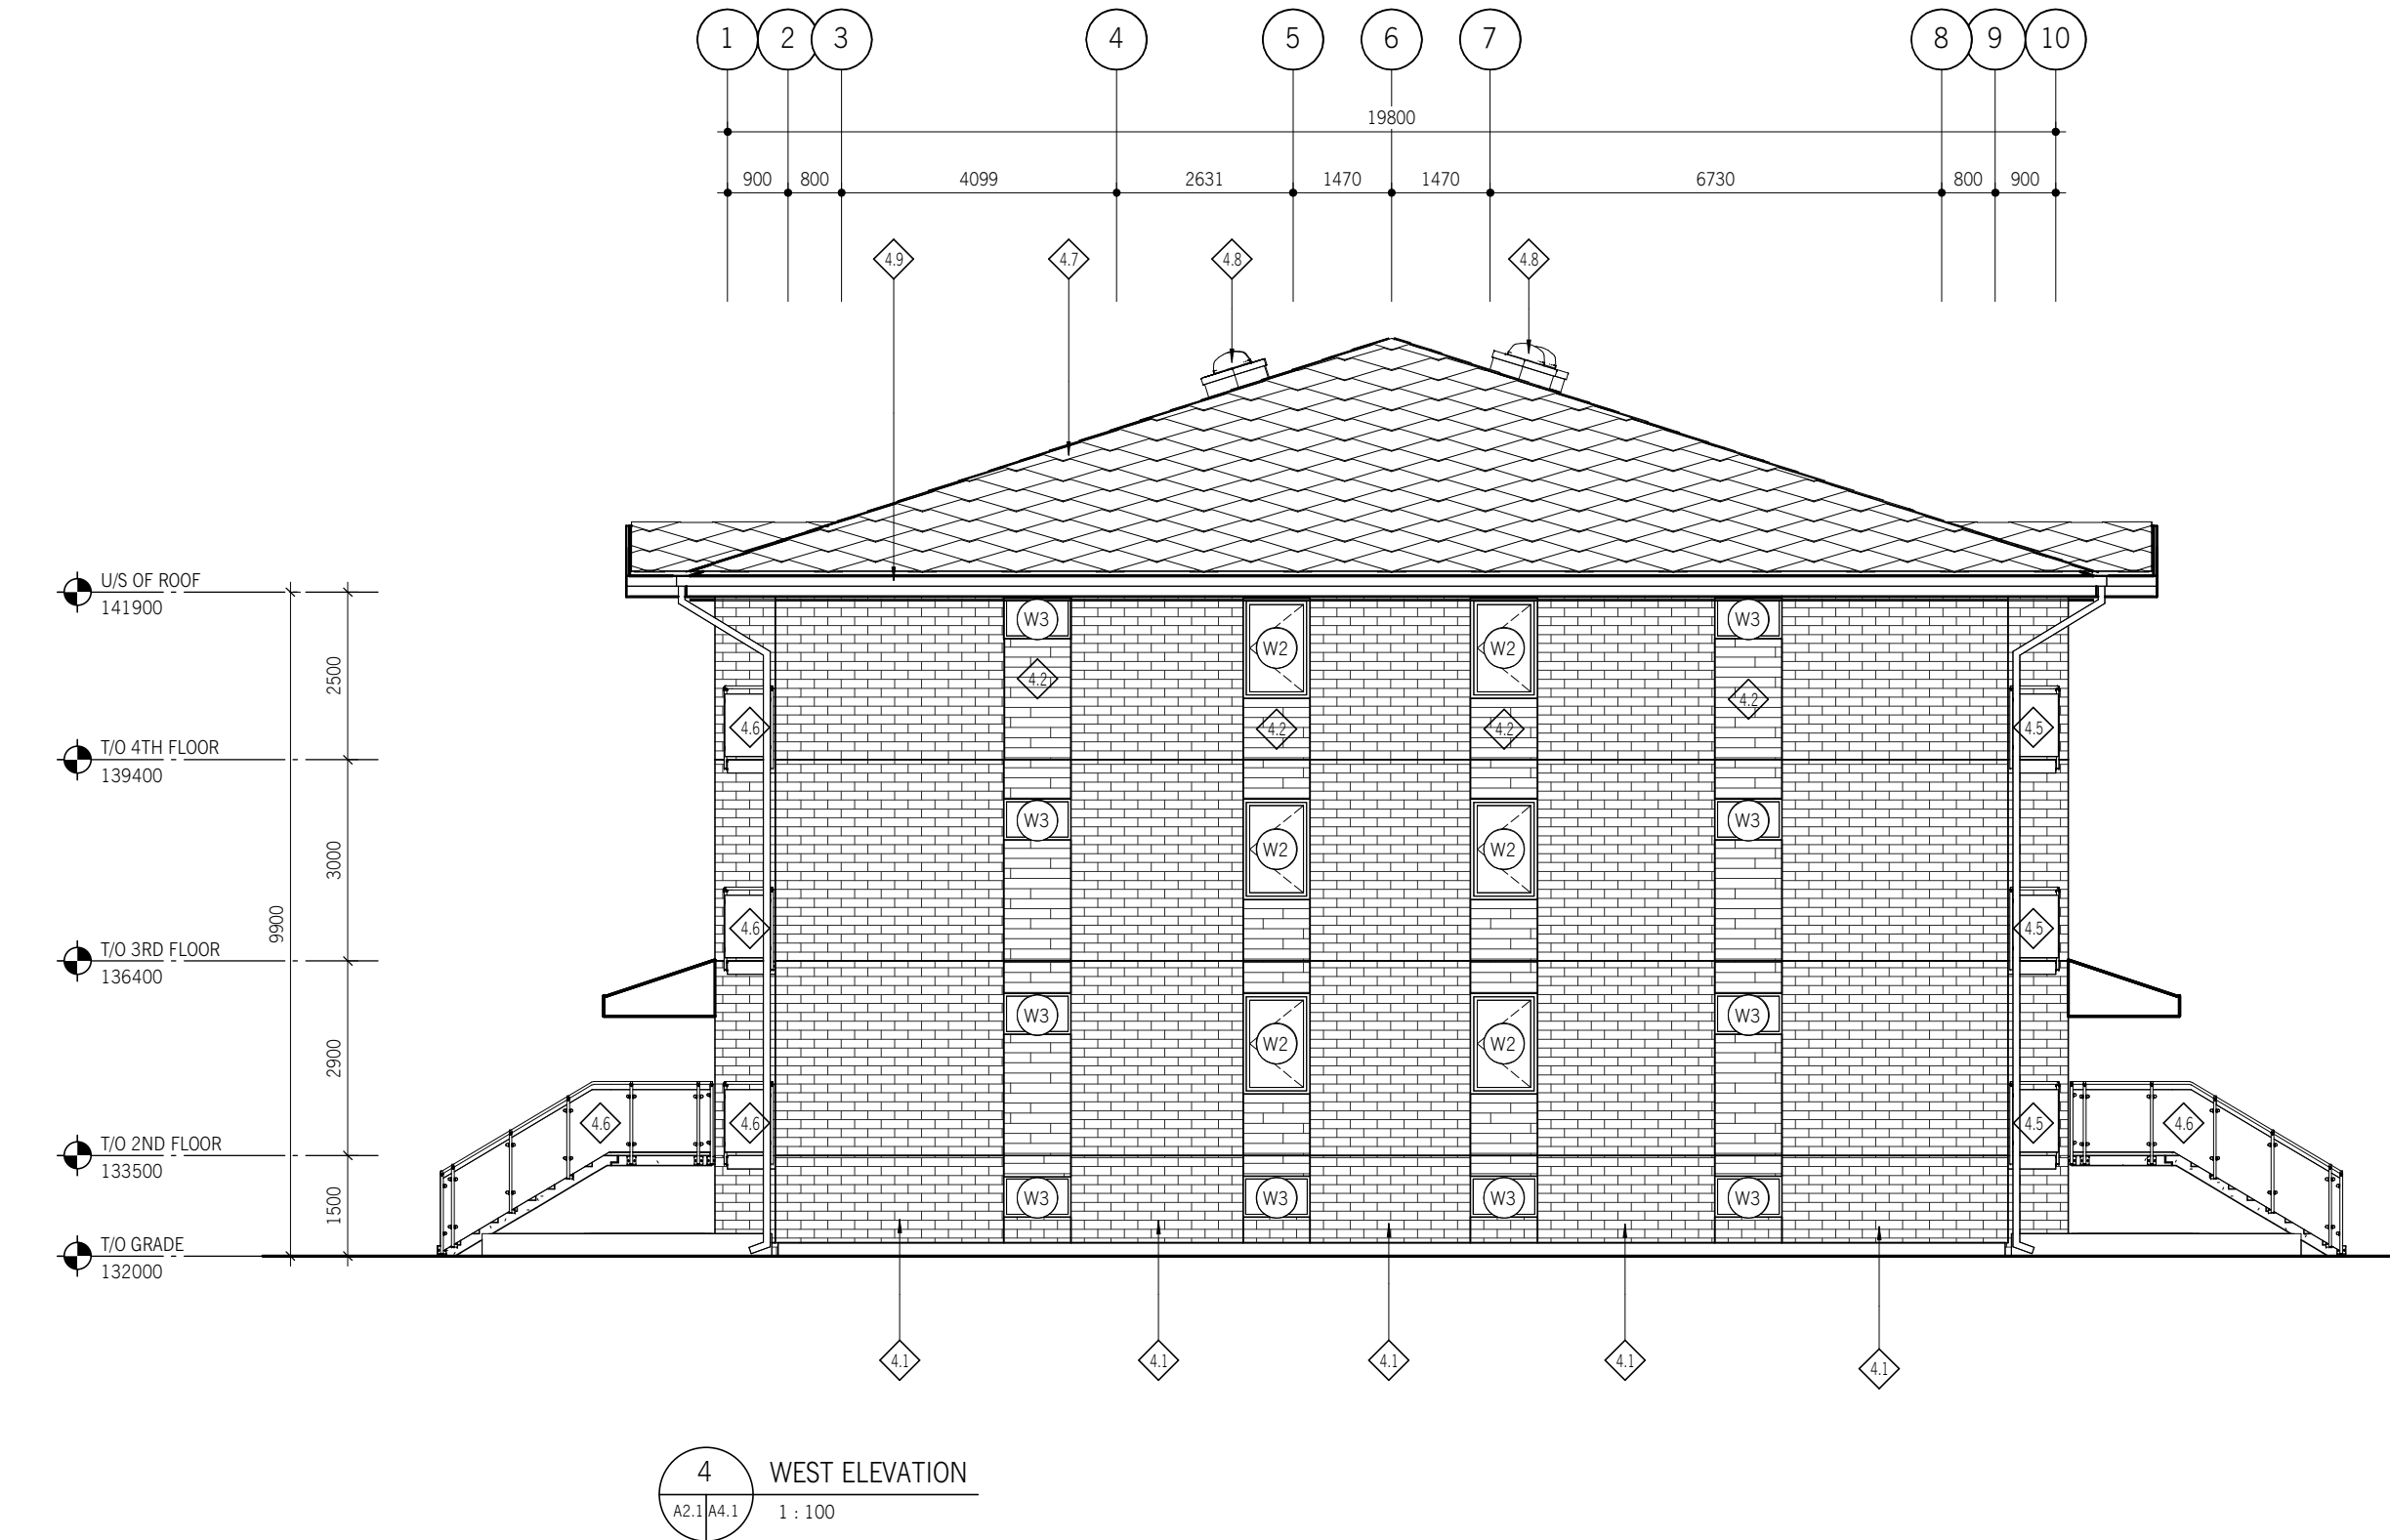 1 2 3 4 5 6 7 8 9 10
19800
900 800 4099 2631 1470 1470 6730 800 900
4.9 4.7 4.8 4.8
U/S OF ROOF
141900
W3 W2 W2 W3
2500
4.2 4.2 4.2 4.2
4.6 4.5
T/O 4TH FLOOR
139400
W3 W2 W2 W3
3000
9900
4.6 4.5
T/O 3RD FLOOR
136400
W3 W2 W2 W3
2900
4.6 4.6 4.5 4.6
T/O 2ND FLOOR
133500
W3 W3 W3 W3
1500
T/O GRADE
132000
4.1 4.1 4.1 4.1 4.1
4 WEST ELEVATION
A2.1 A4.1 1 : 100